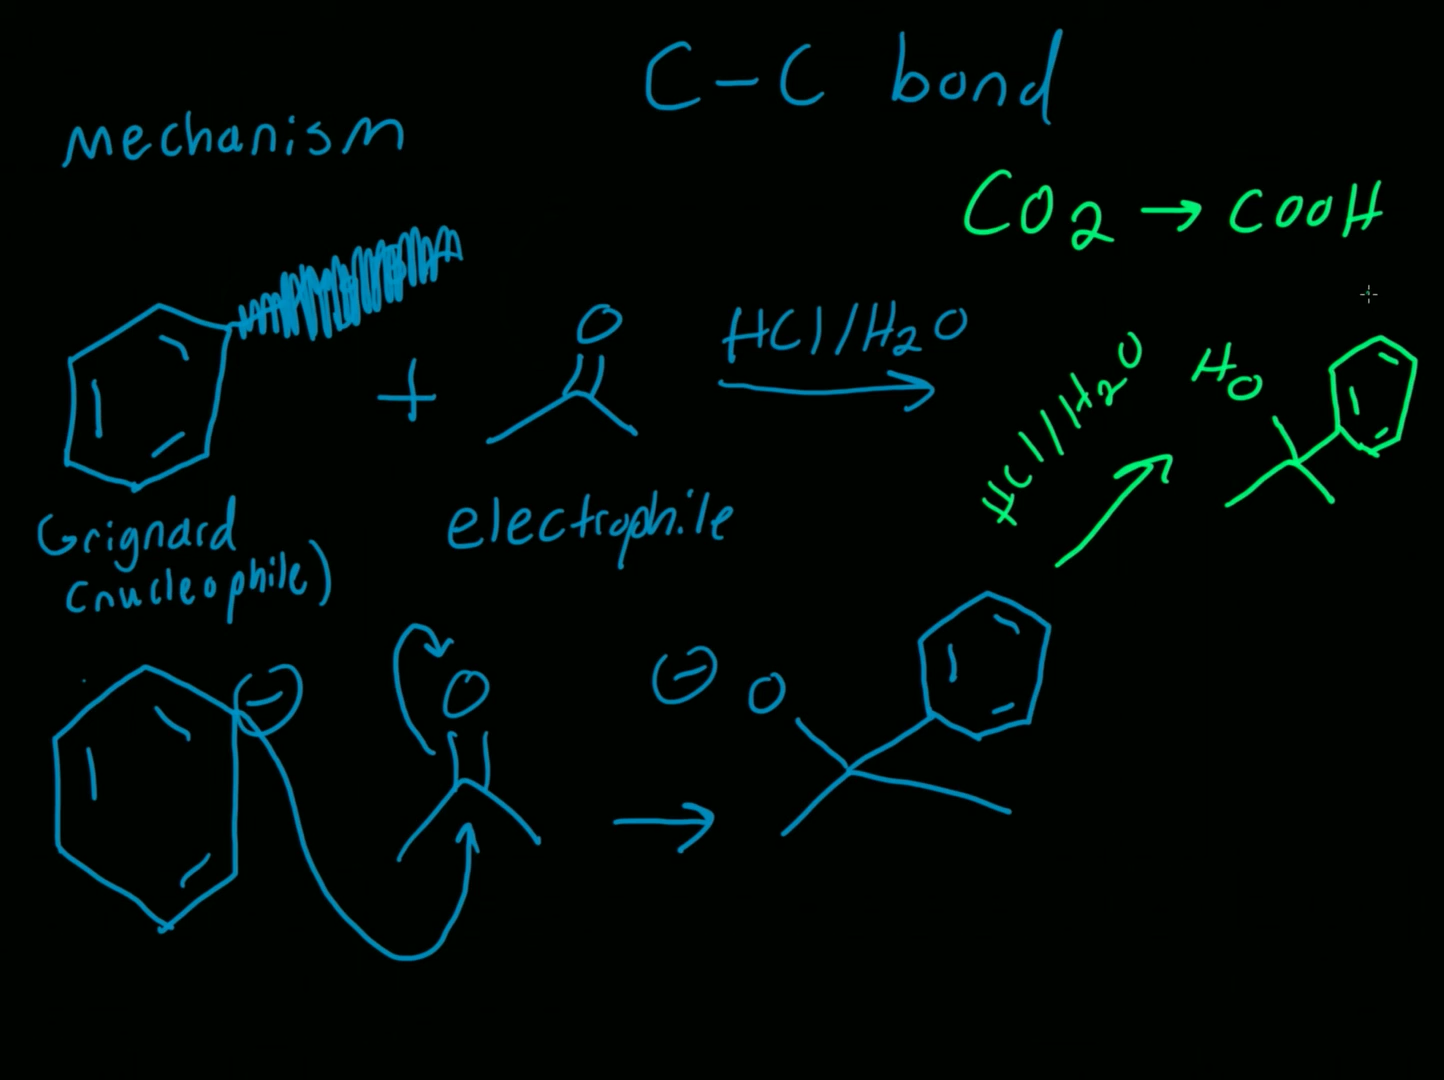 C-C bond
Mechanism
CO2 → COOH
O
HCl/H2O
+
HCl/H2O
HO
Grignard
(nucleophile)
electrophile
O
O